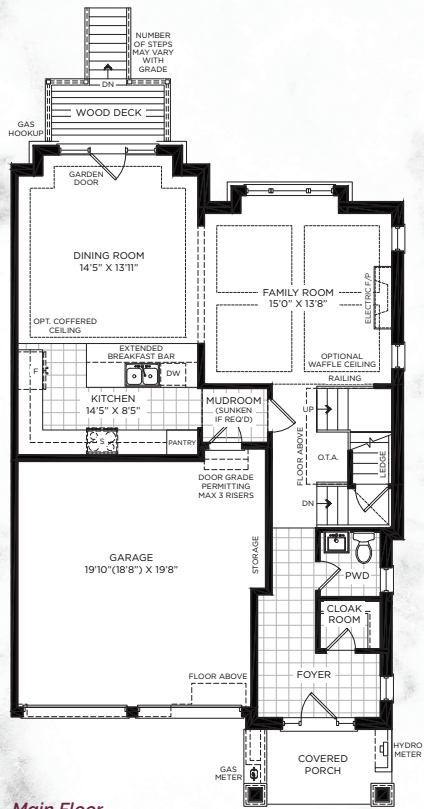 NUMBER
OF STEPS
MAY VARY
WITH
GRADE
DN
WOOD DECK
GAS
HOOKUP
GARDEN
DOOR
DINING ROOM
14'5" X 13'11"
OPT. COFFERED
CEILING
FAMILY ROOM
15'0" X 13'8"
ELECTRIC F/P
OPTIONAL
WAFFLE CEILING
RAILING
EXTENDED
BREAKFAST BAR
F
DW
KITCHEN
14'5" X 8'5"
S
PANTRY
MUDROOM
(SUNKEN
IF REQ'D)
UP
FLOOR ABOVE
O.T.A.
LEDGE
DN
DOOR GRADE
PERMITTING
MAX 3 RISERS
GARAGE
19'10"(18'8") X 19'8"
STORAGE
PWD
CLOAK
ROOM
FOYER
FLOOR ABOVE
GAS
METER
COVERED
PORCH
HYDRO
METER
Main Floor